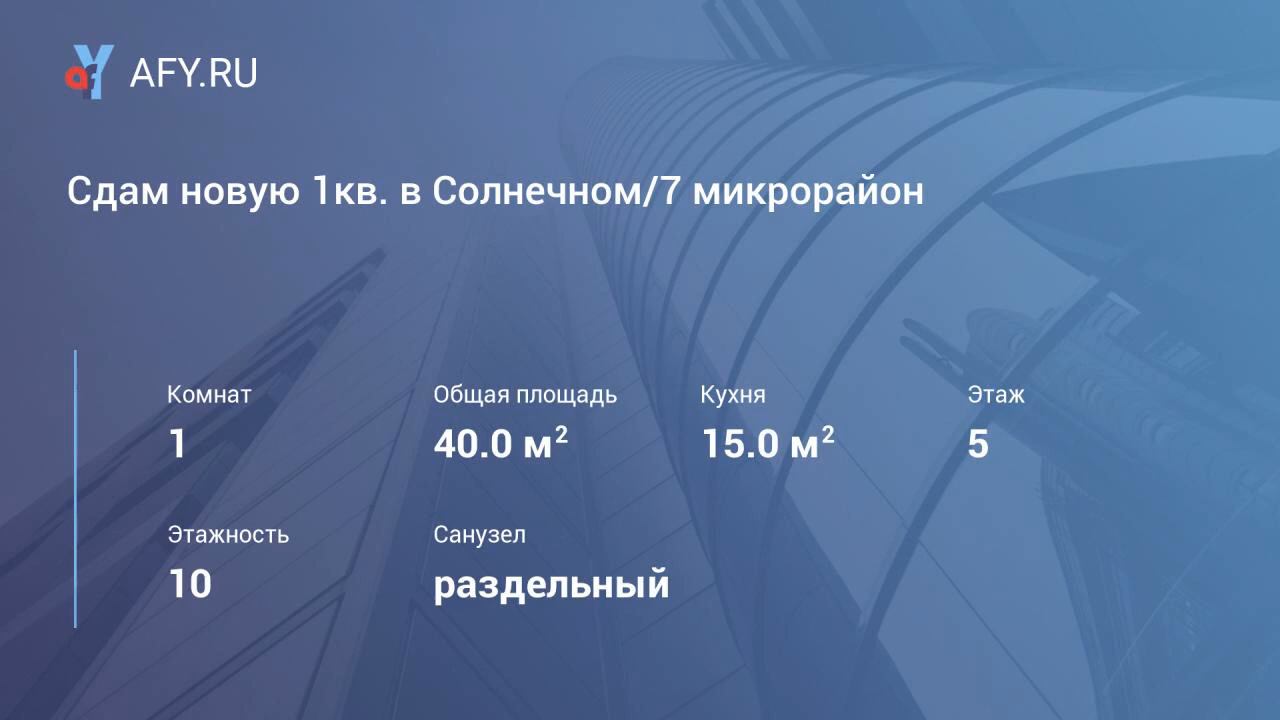 aYf AFY.RU
Сдам новую 1кв. в Солнечном/7 микрорайон
Комнат Общая площадь Кухня Этаж
1 40.0 м² 15.0 м² 5
Этажность Санузел
10 раздельный